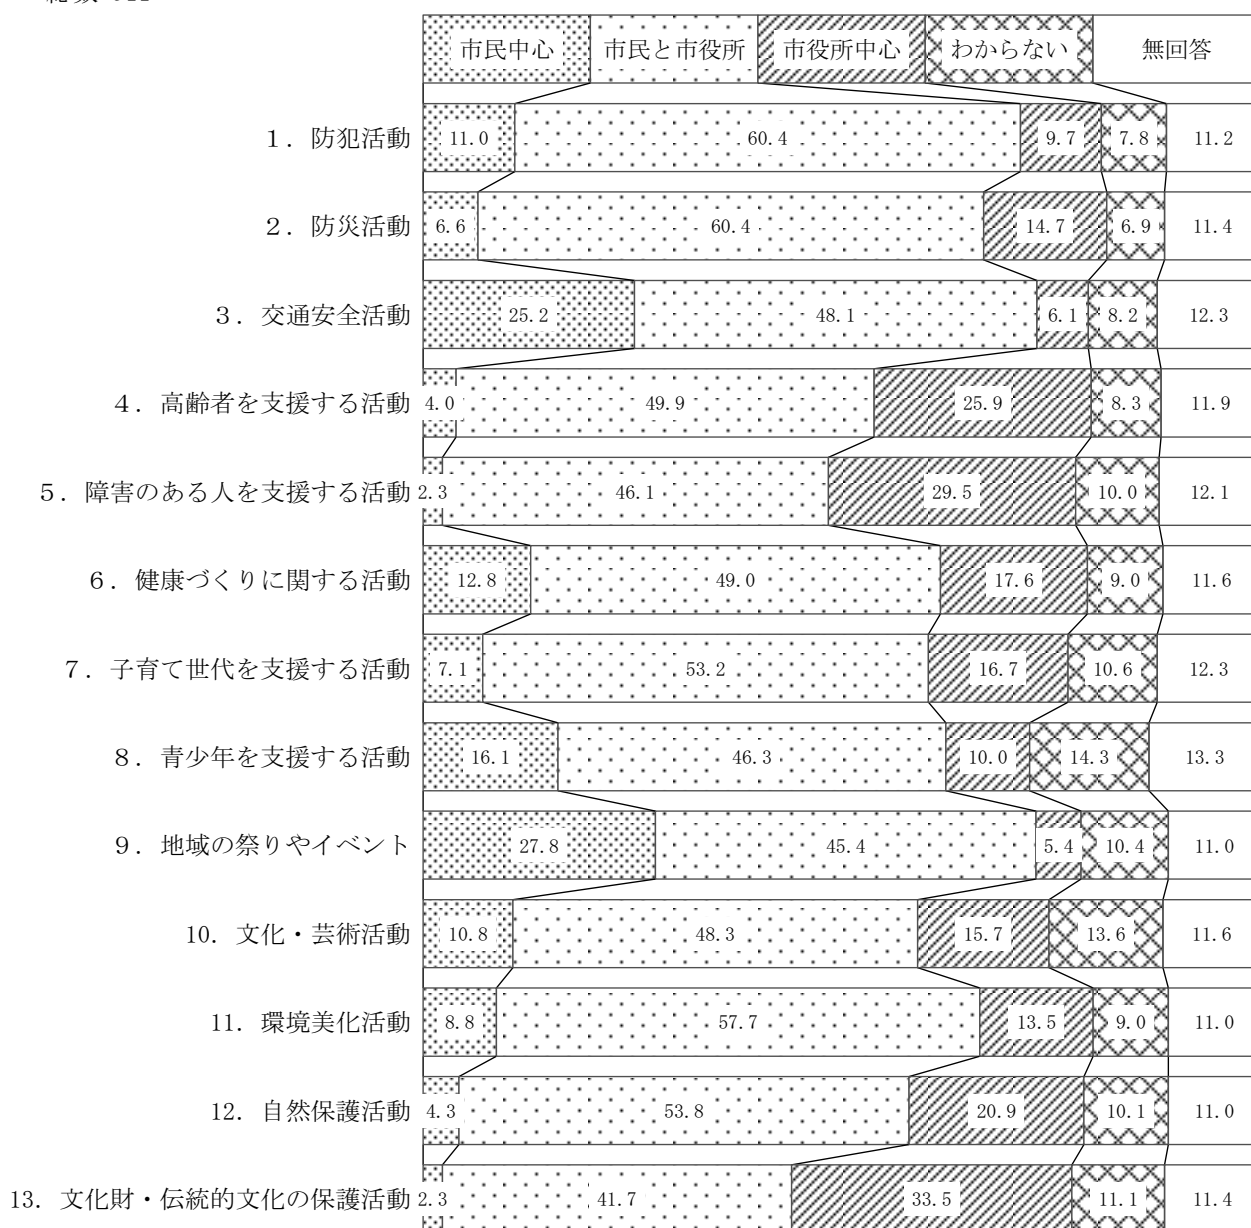 市民中心 市民と市役所 市役所中心 わからない 無回答
１．防犯活動 11.0 60.4 9.7 7.8 11.2
２．防災活動 6.6 60.4 14.7 6.9 11.4
３．交通安全活動 25.2 48.1 6.1 8.2 12.3
４．高齢者を支援する活動 4.0 49.9 25.9 8.3 11.9
５．障害のある人を支援する活動 2.3 46.1 29.5 10.0 12.1
６．健康づくりに関する活動 12.8 49.0 17.6 9.0 11.6
７．子育て世代を支援する活動 7.1 53.2 16.7 10.6 12.3
８．青少年を支援する活動 16.1 46.3 10.0 14.3 13.3
９．地域の祭りやイベント 27.8 45.4 5.4 10.4 11.0
10．文化・芸術活動 10.8 48.3 15.7 13.6 11.6
11．環境美化活動 8.8 57.7 13.5 9.0 11.0
12．自然保護活動 4.3 53.8 20.9 10.1 11.0
13．文化財・伝統的文化の保護活動 2.3 41.7 33.5 11.1 11.4